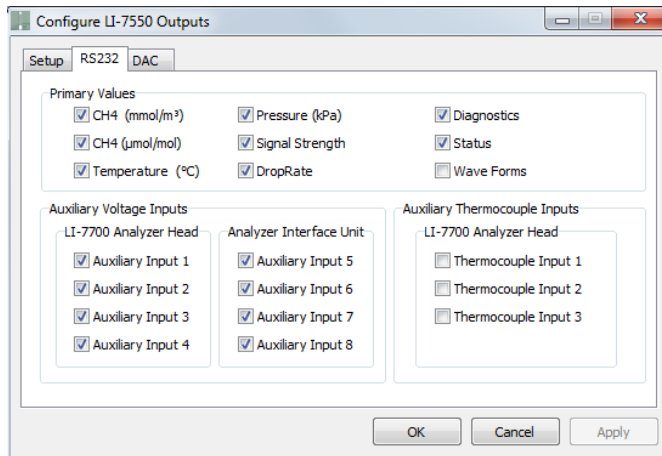 Configure LI-7550 Outputs
Setup RS232 DAC
Primary Values
CH4 (mmol/m³) Pressure (kPa) Diagnostics
CH4 (µmol/mol) Signal Strength Status
Temperature (°C) DropRate Wave Forms
Auxiliary Voltage Inputs Auxiliary Thermocouple Inputs
LI-7700 Analyzer Head Analyzer Interface Unit LI-7700 Analyzer Head
Auxiliary Input 1 Auxiliary Input 5 Thermocouple Input 1
Auxiliary Input 2 Auxiliary Input 6 Thermocouple Input 2
Auxiliary Input 3 Auxiliary Input 7 Thermocouple Input 3
Auxiliary Input 4 Auxiliary Input 8
OK Cancel Apply